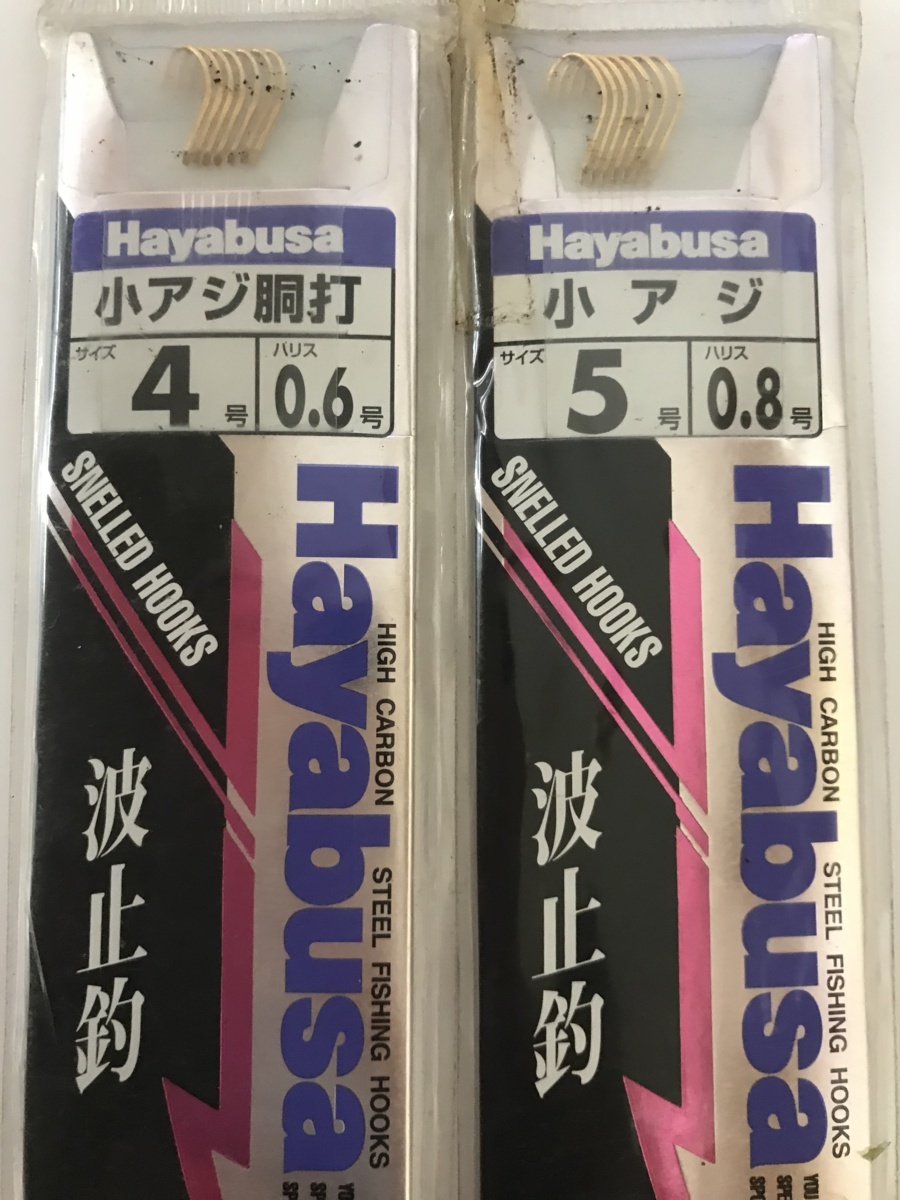 Hayabusa
小アジ胴打
サイズ 4号 ハリス 0.6号
SNELLED HOOKS
Hayabusa
HIGH CARBON STEEL FISHING HOOKS
波止釣
Hayabusa
小アジ
サイズ 5号 ハリス 0.8号
SNELLED HOOKS
Hayabusa
HIGH CARBON STEEL FISHING HOOKS
波止釣